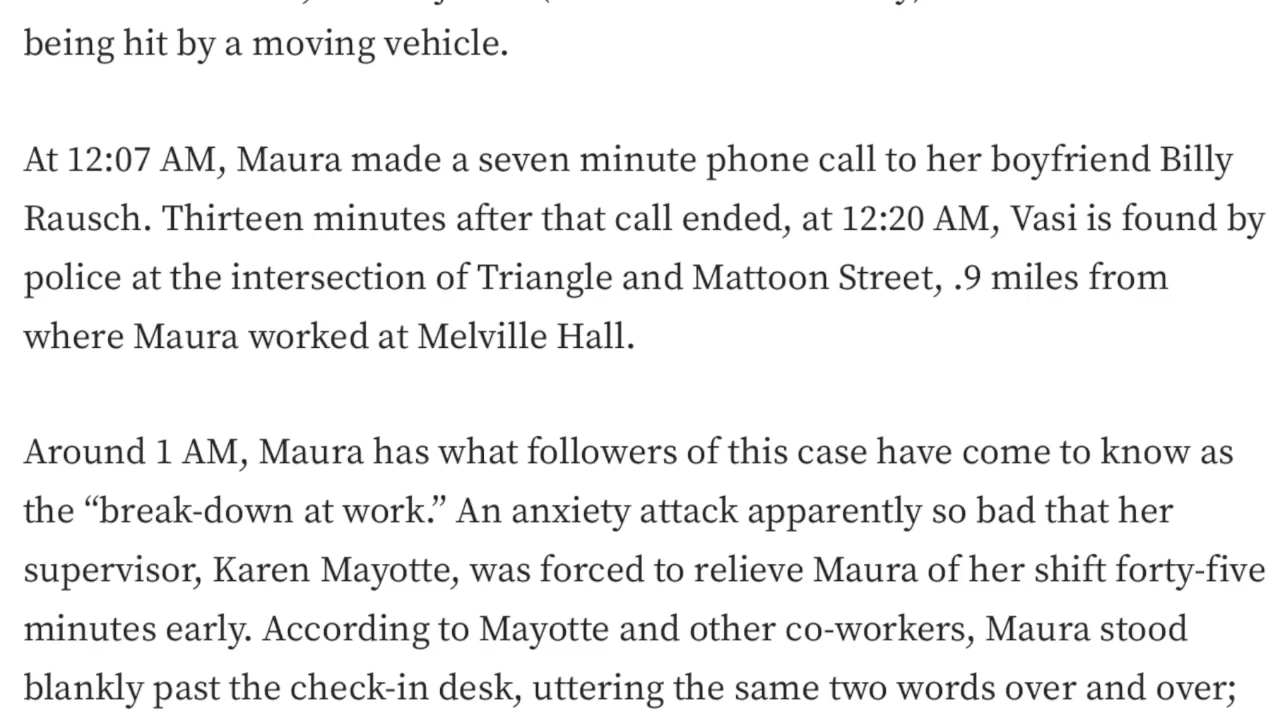 being hit by a moving vehicle.
At 12:07 AM, Maura made a seven minute phone call to her boyfriend Billy
Rausch. Thirteen minutes after that call ended, at 12:20 AM, Vasi is found by
police at the intersection of Triangle and Mattoon Street, .9 miles from
where Maura worked at Melville Hall.
Around 1 AM, Maura has what followers of this case have come to know as
the “break-down at work.” An anxiety attack apparently so bad that her
supervisor, Karen Mayotte, was forced to relieve Maura of her shift forty-five
minutes early. According to Mayotte and other co-workers, Maura stood
blankly past the check-in desk, uttering the same two words over and over;